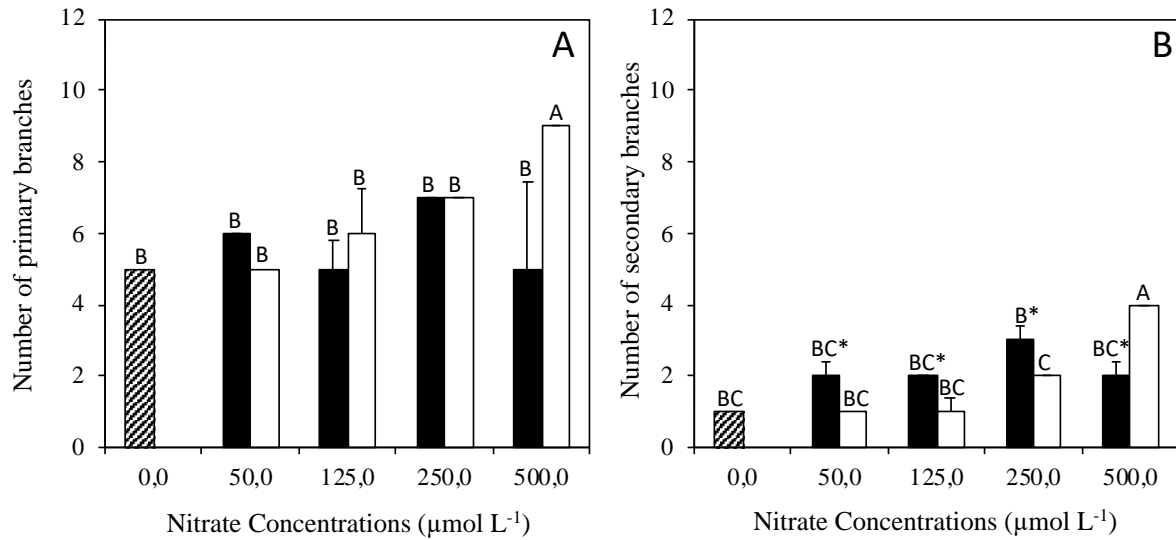 A
Number of primary branches
12
10
8
6
4
2
0
B
B
B
B
B
B
B
B
A
0,0 50,0 125,0 250,0 500,0
Nitrate Concentrations (µmol L⁻¹)
B
Number of secondary branches
12
10
8
6
4
2
0
BC
BC*
BC
BC*
BC
B*
C
BC*
A
0,0 50,0 125,0 250,0 500,0
Nitrate Concentrations (µmol L⁻¹)